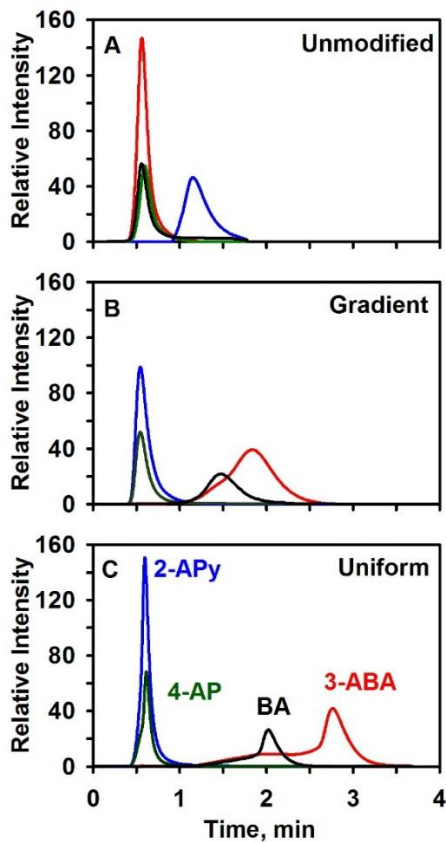 160
A
Unmodified
120
80
40
0
Relative Intensity
160
B
Gradient
120
80
40
0
Relative Intensity
160
C
2-APy
Uniform
120
80
4-AP
BA
3-ABA
40
0
Relative Intensity
0 1 2 3 4
Time, min